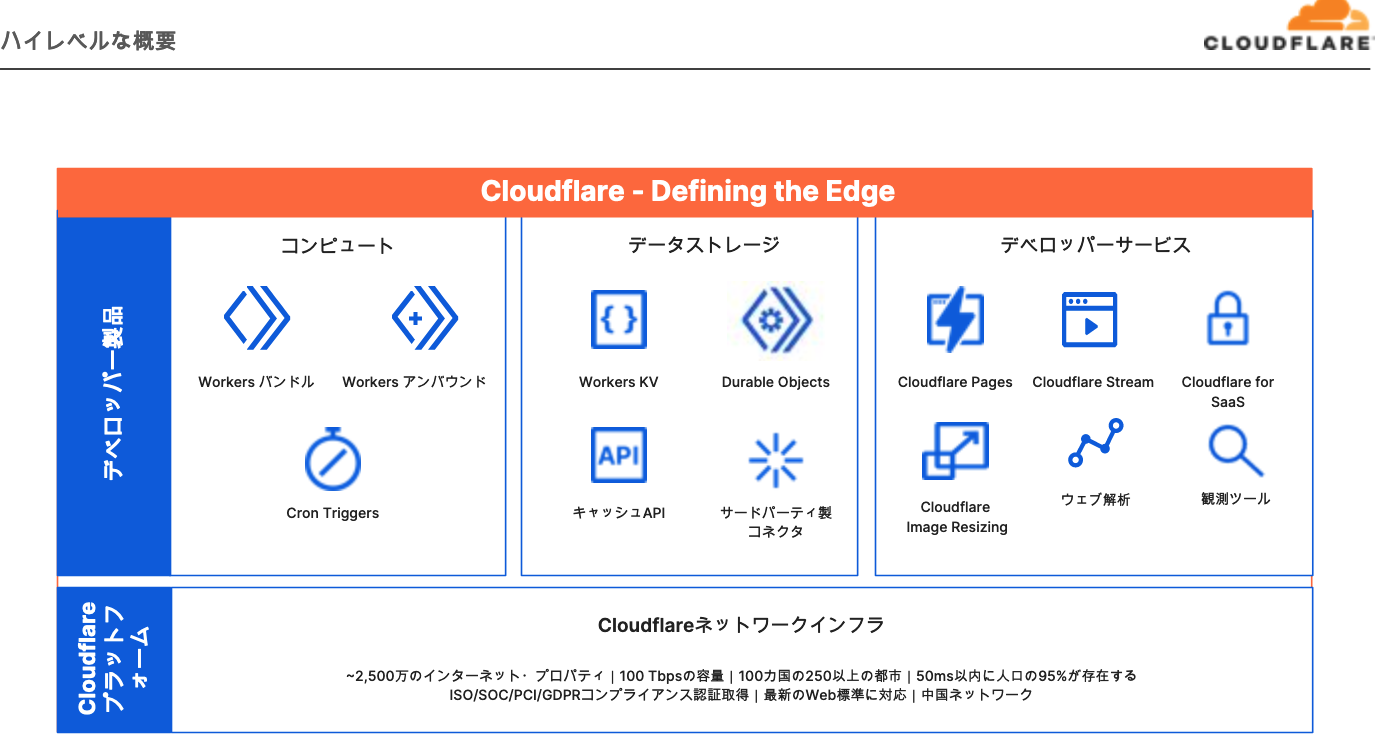 ハイレベルな概要
CLOUDFLARE
Cloudflare - Defining the Edge
デベロッパー製品
コンピュート
Workers バンドル
Workers アンバウンド
Cron Triggers
データストレージ
{ }
Workers KV
Durable Objects
API
キャッシュAPI
サードパーティ製
コネクタ
デベロッパーサービス
Cloudflare Pages
Cloudflare Stream
Cloudflare for
SaaS
Cloudflare
Image Resizing
ウェブ解析
観測ツール
Cloudflare
プラットフ
ォーム
Cloudflareネットワークインフラ
~2,500万のインターネット・プロパティ | 100 Tbpsの容量 | 100カ国の250以上の都市 | 50ms以内に人口の95%が存在する
ISO/SOC/PCI/GDPRコンプライアンス認証取得 | 最新のWeb標準に対応 | 中国ネットワーク